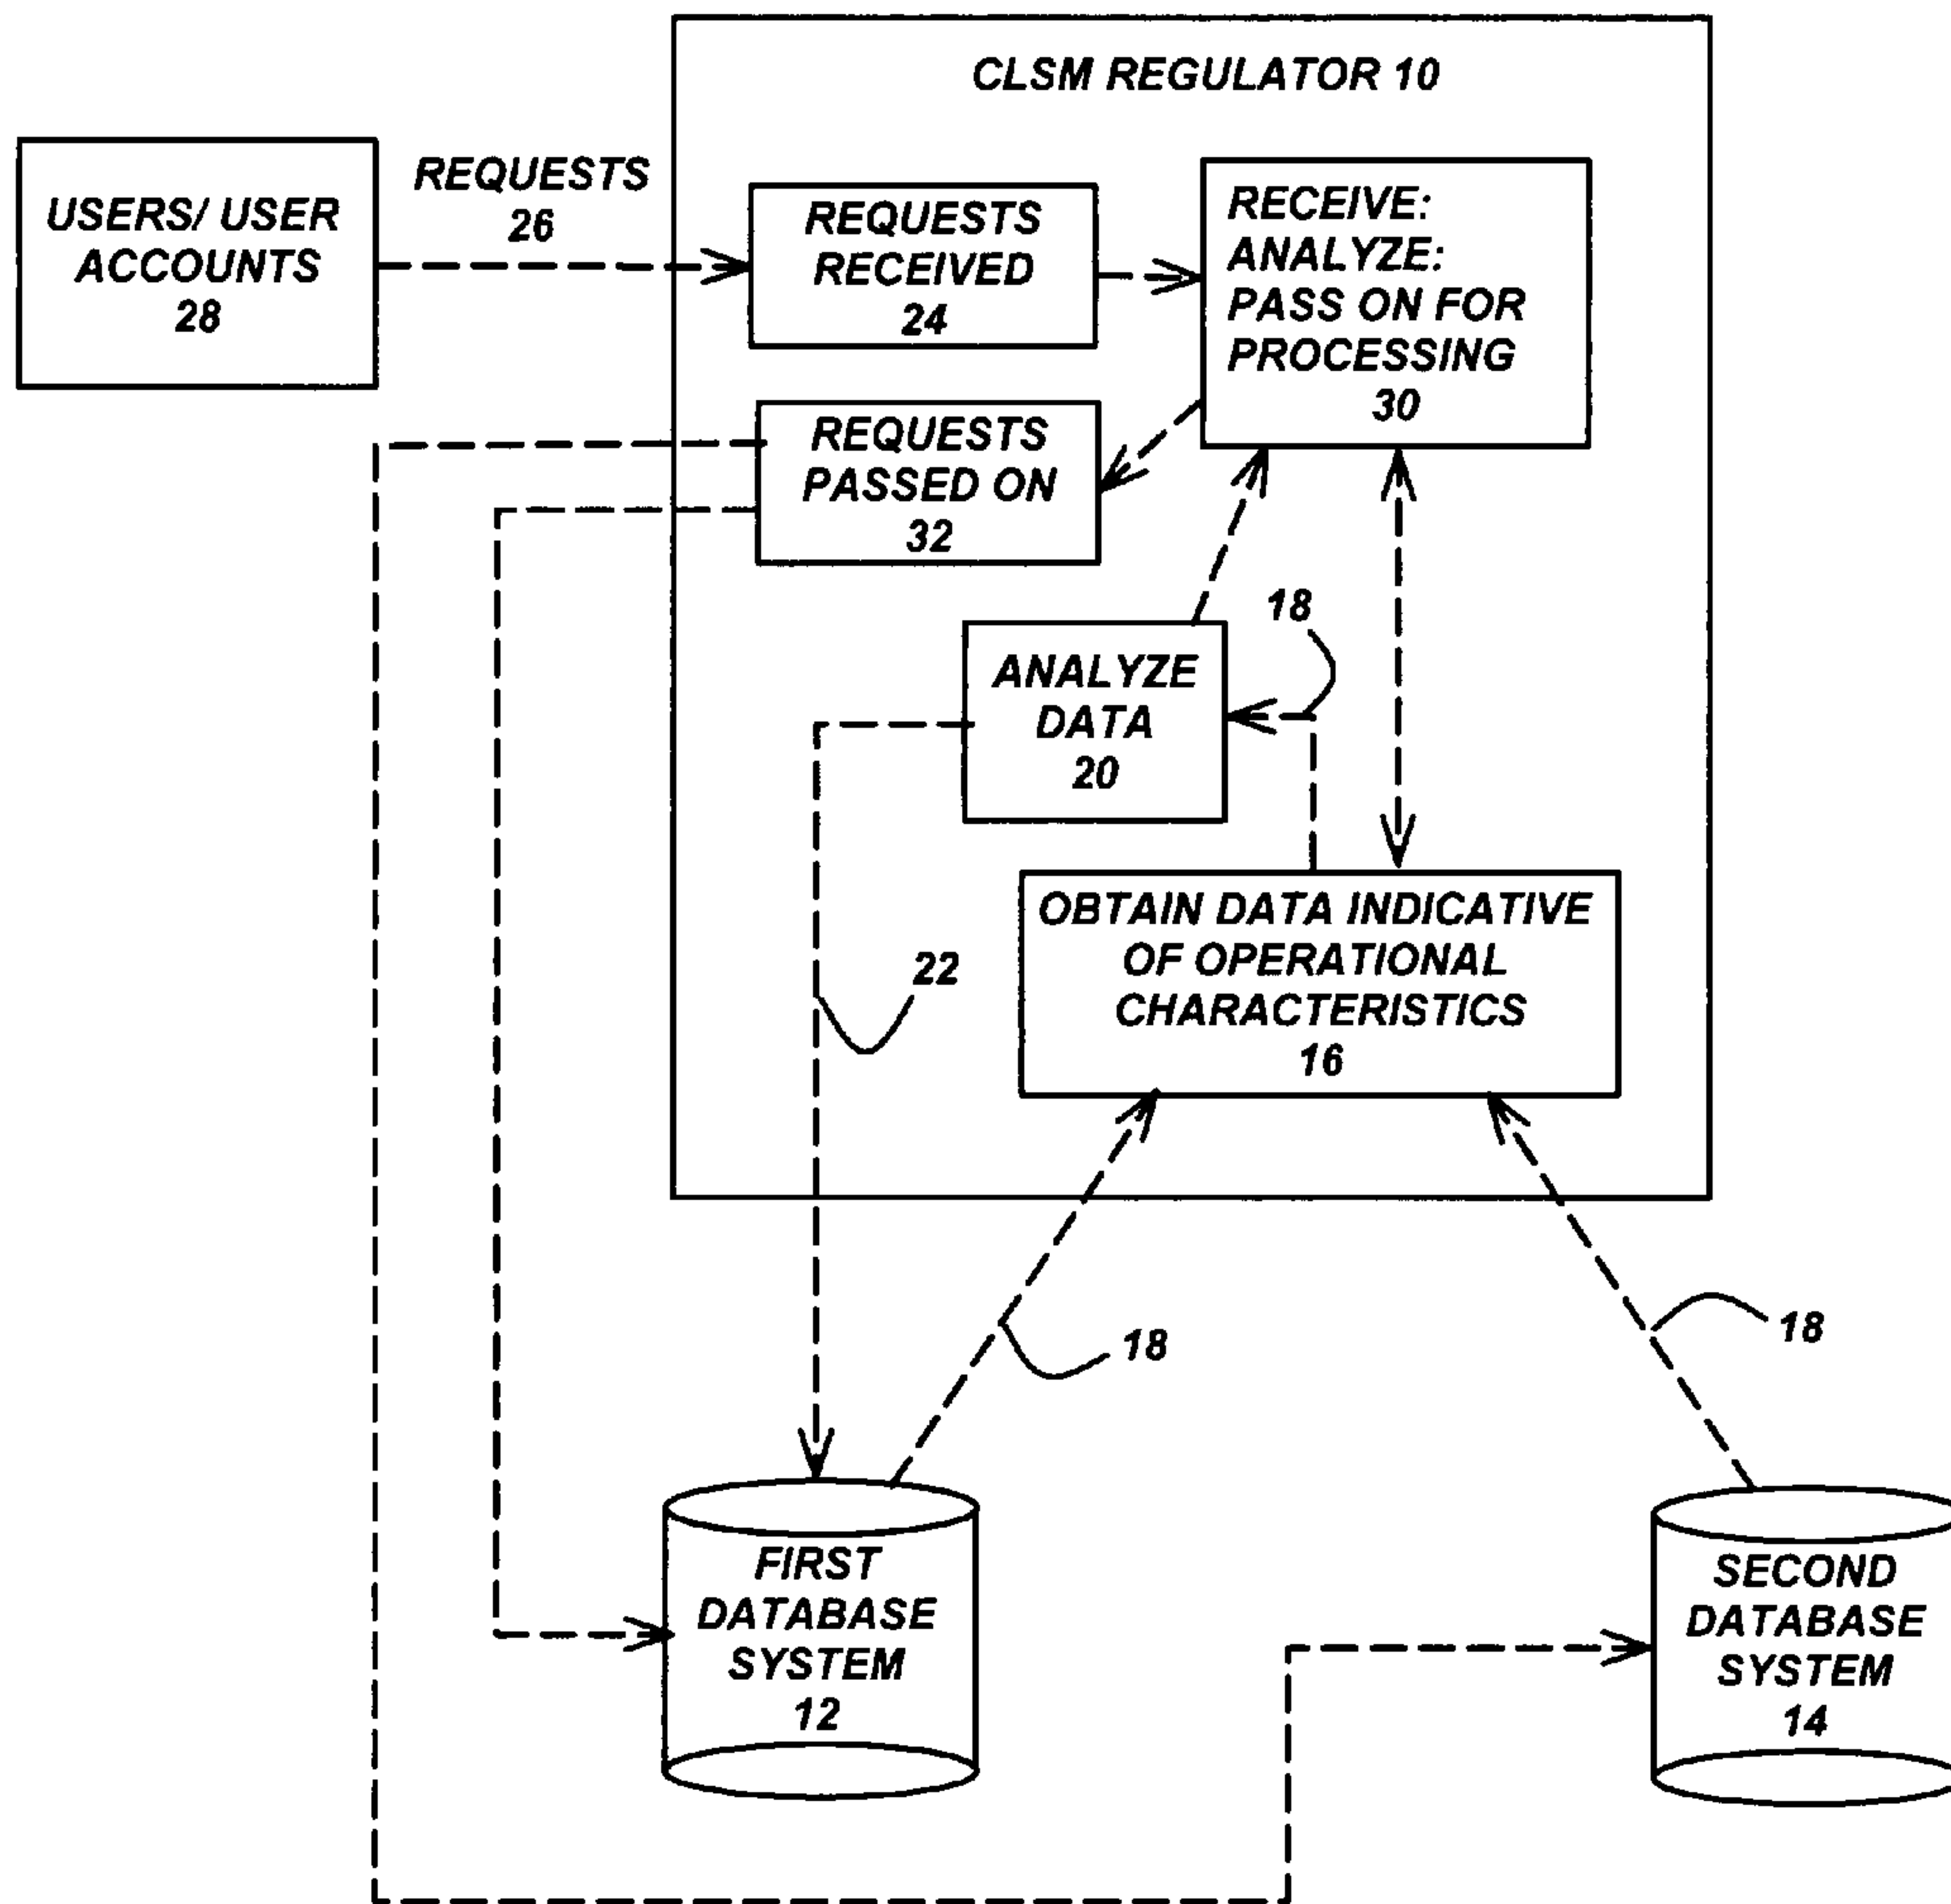 CLSM REGULATOR 10
USERS/ USER
ACCOUNTS
28
REQUESTS
26
REQUESTS
RECEIVED
24
RECEIVE:
ANALYZE:
PASS ON FOR
PROCESSING
30
REQUESTS
PASSED ON
32
18
ANALYZE
DATA
20
OBTAIN DATA INDICATIVE
OF OPERATIONAL
CHARACTERISTICS
16
22
18
18
FIRST
DATABASE
SYSTEM
12
SECOND
DATABASE
SYSTEM
14